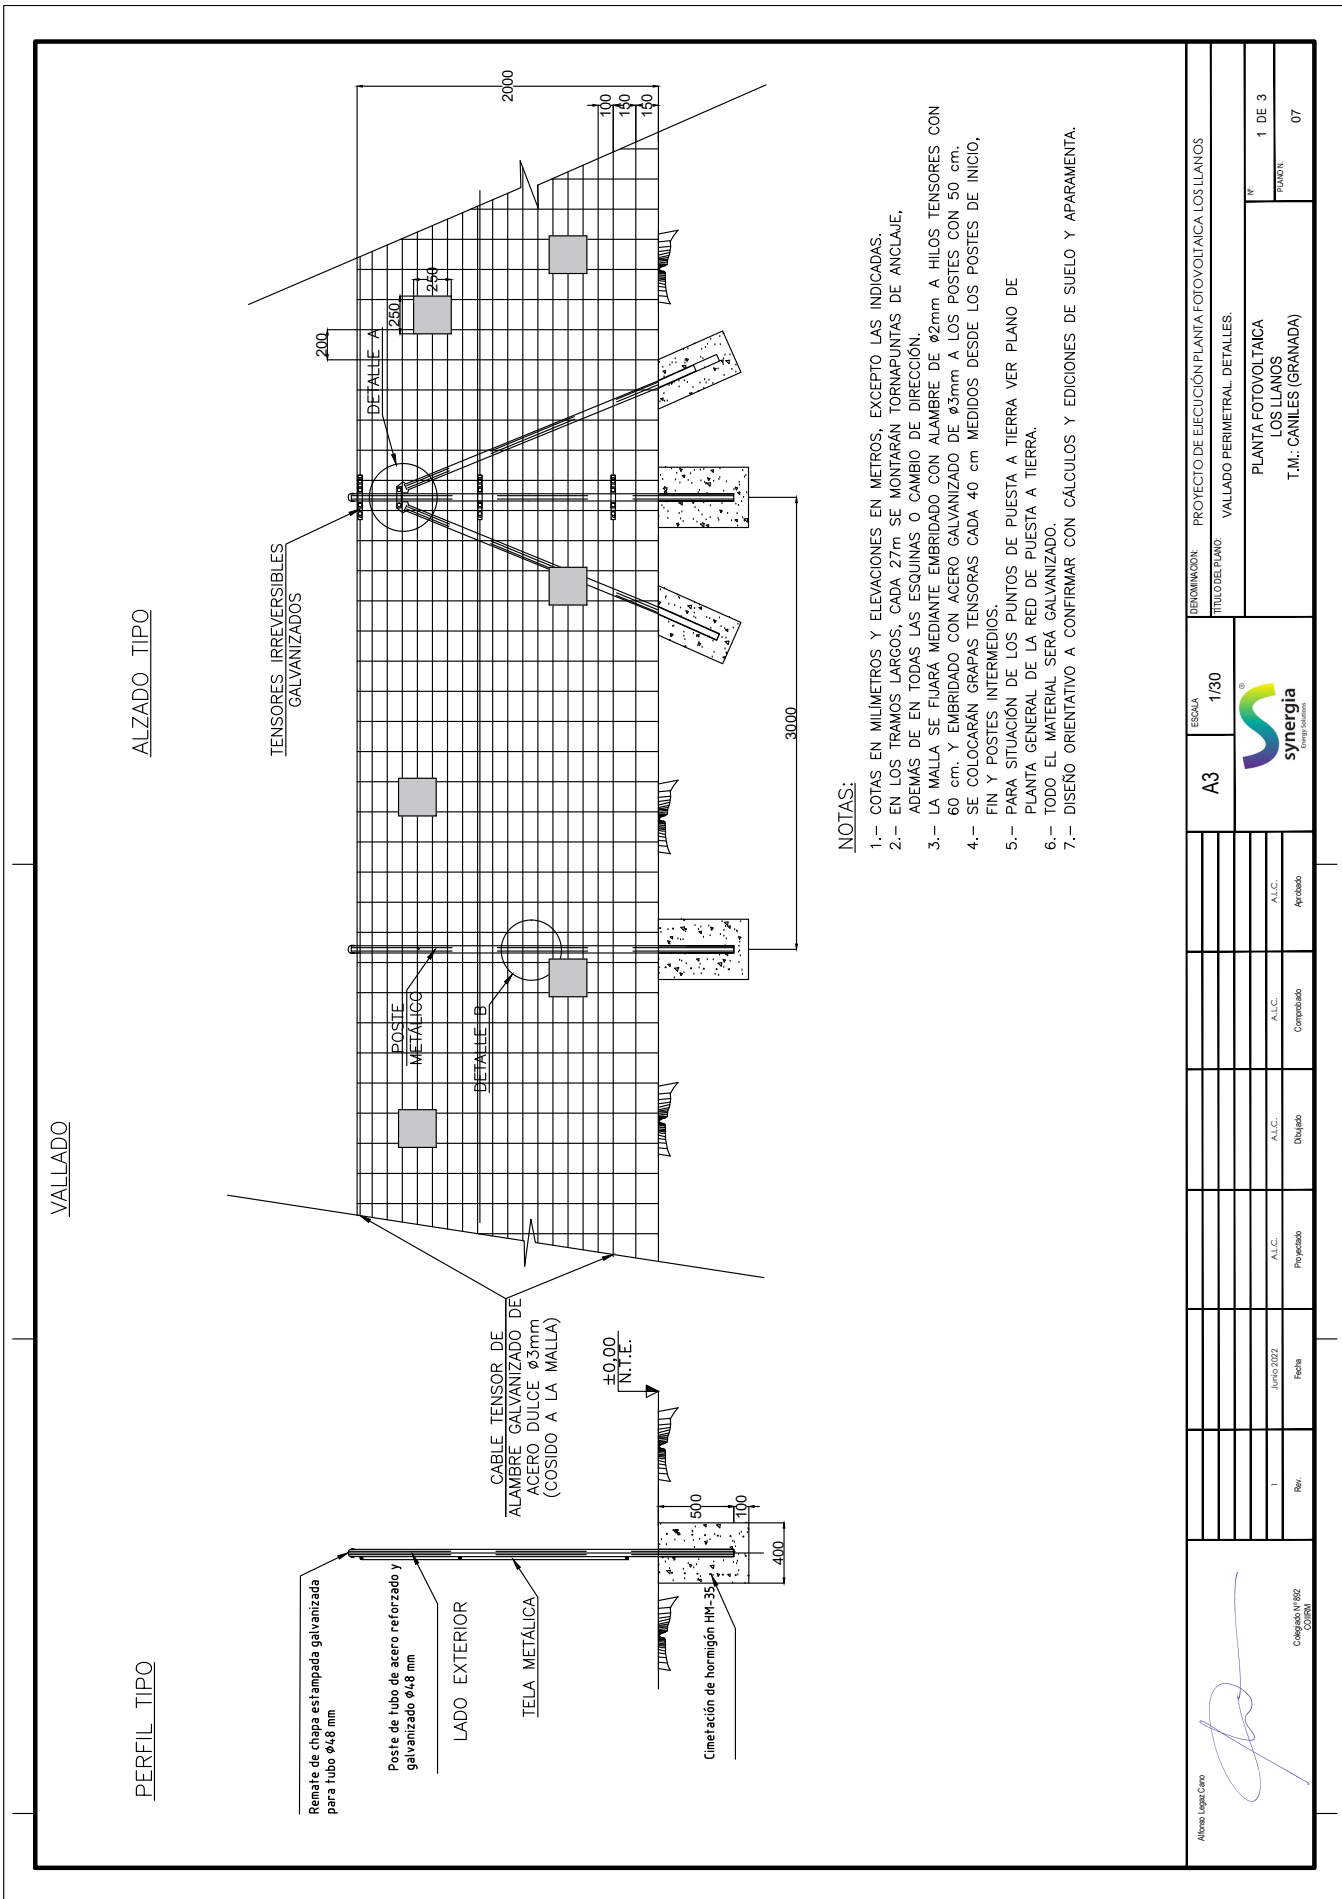 VALLADO
PERFIL TIPO
ALZADO TIPO
Remate de chapa estampada galvanizada
para tubo Ø48 mm
Poste de tubo de acero reforzado y
galvanizado Ø48 mm
LADO EXTERIOR
TELA METÁLICA
Cimetación de hormigón HM-35
500
100
400
±0,00
N.T.E.
CABLE TENSOR DE
ALAMBRE GALVANIZADO DE
ACERO DULCE Ø3mm
(COSIDO A LA MALLA)
POSTE
METÁLICO
DETALLE B
TENSORES IRREVERSIBLES
GALVANIZADOS
DETALLE A
200
250
250
2000
100
150
150
3000
NOTAS:
1.- COTAS EN MILÍMETROS Y ELEVACIONES EN METROS, EXCEPTO LAS INDICADAS.
2.- EN LOS TRAMOS LARGOS, CADA 27m SE MONTARÁN TORNAPUNTAS DE ANCLAJE,
ADEMÁS DE EN TODAS LAS ESQUINAS O CAMBIO DE DIRECCIÓN.
3.- LA MALLA SE FIJARÁ MEDIANTE EMBRIDADO CON ALAMBRE DE Ø2mm A HILOS TENSORES CON
60 cm. Y EMBRIDADO CON ACERO GALVANIZADO DE Ø3mm A LOS POSTES CON 50 cm.
4.- SE COLOCARÁN GRAPAS TENSORAS CADA 40 cm MEDIDOS DESDE LOS POSTES DE INICIO,
FIN Y POSTES INTERMEDIOS.
5.- PARA SITUACIÓN DE LOS PUNTOS DE PUESTA A TIERRA VER PLANO DE
PLANTA GENERAL DE LA RED DE PUESTA A TIERRA.
6.- TODO EL MATERIAL SERÁ GALVANIZADO.
7.- DISEÑO ORIENTATIVO A CONFIRMAR CON CÁLCULOS Y EDICIONES DE SUELO Y APARAMENTA.
Alfonso Legaz Cano
Colegiado Nº 892
COIIRM
1
Junio 2022
A.L.C.
A.L.C.
A.L.C.
A.L.C.
Rev.
Fecha
Proyectado
Dibujado
Comprobado
Aprobado
A3
ESCALA
1/30
synergia
Energy Solutions
®
DENOMINACION:
PROYECTO DE EJECUCIÓN PLANTA FOTOVOLTAICA LOS LLANOS
TITULO DEL PLANO:
VALLADO PERIMETRAL. DETALLES.
PLANTA FOTOVOLTAICA
LOS LLANOS
T.M.: CANILES (GRANADA)
Nº:
1 DE 3
PLANO N.
07